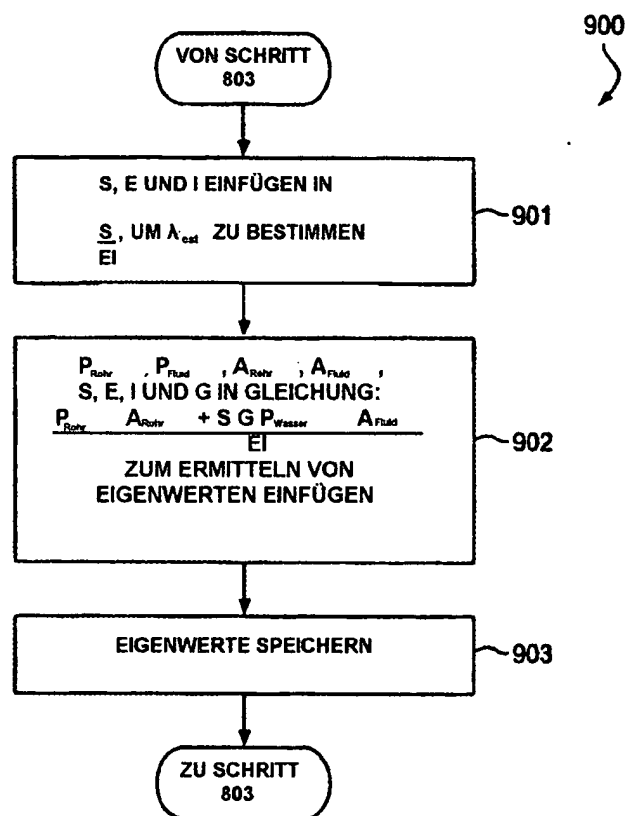 900
VON SCHRITT
803
S, E UND I EINFÜGEN IN
S/EI, UM λest ZU BESTIMMEN
901
PRohr , PFluid , ARohr , AFluid ,
S, E, I UND G IN GLEICHUNG:
PRohr ARohr + S G PWasser AFluid
EI
ZUM ERMITTELN VON
EIGENWERTEN EINFÜGEN
902
EIGENWERTE SPEICHERN
903
ZU SCHRITT
803